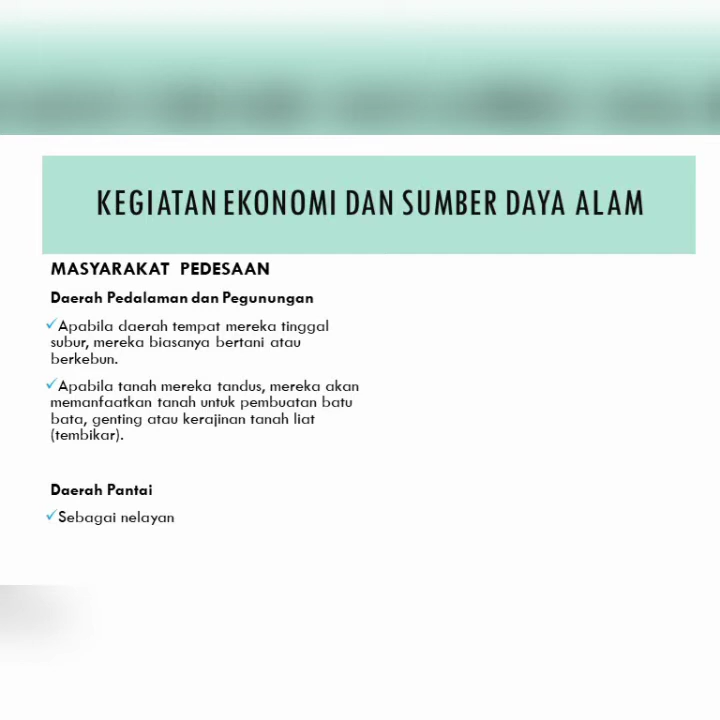 KEGIATAN EKONOMI DAN SUMBER DAYA ALAM
MASYARAKAT PEDESAAN
Daerah Pedalaman dan Pegunungan
✓Apabila daerah tempat mereka tinggal
subur, mereka biasanya bertani atau
berkebun.
✓Apabila tanah mereka tandus, mereka akan
memanfaatkan tanah untuk pembuatan batu
bata, genting atau kerajinan tanah liat
(tembikar).
Daerah Pantai
✓Sebagai nelayan